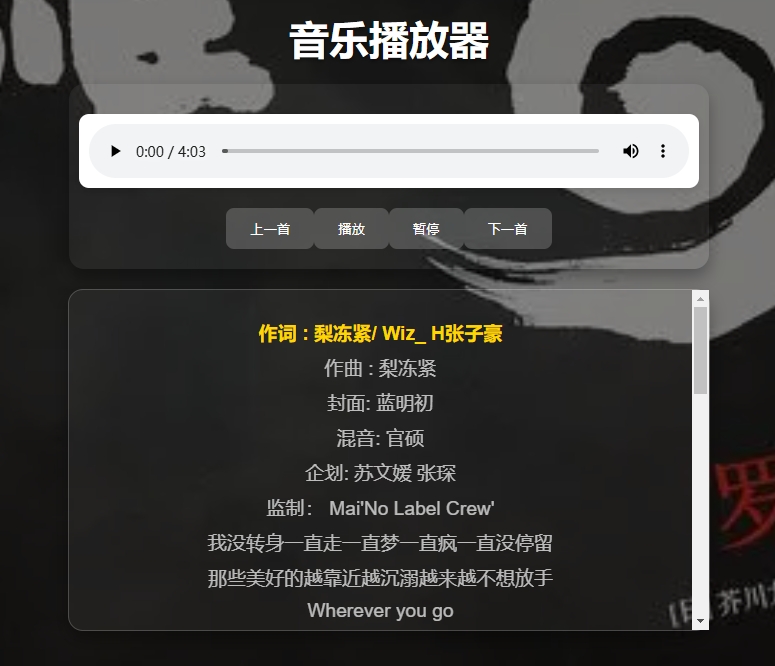 音乐播放器
0:00 / 4:03
上一首 播放 暂停 下一首
作词 : 梨冻紧/ Wiz_ H张子豪
作曲 : 梨冻紧
封面: 蓝明初
混音: 官硕
企划: 苏文媛 张琛
监制： Mai'No Label Crew'
我没转身一直走一直梦一直疯一直没停留
那些美好的越靠近越沉溺越来越不想放手
Wherever you go
罗
芥川